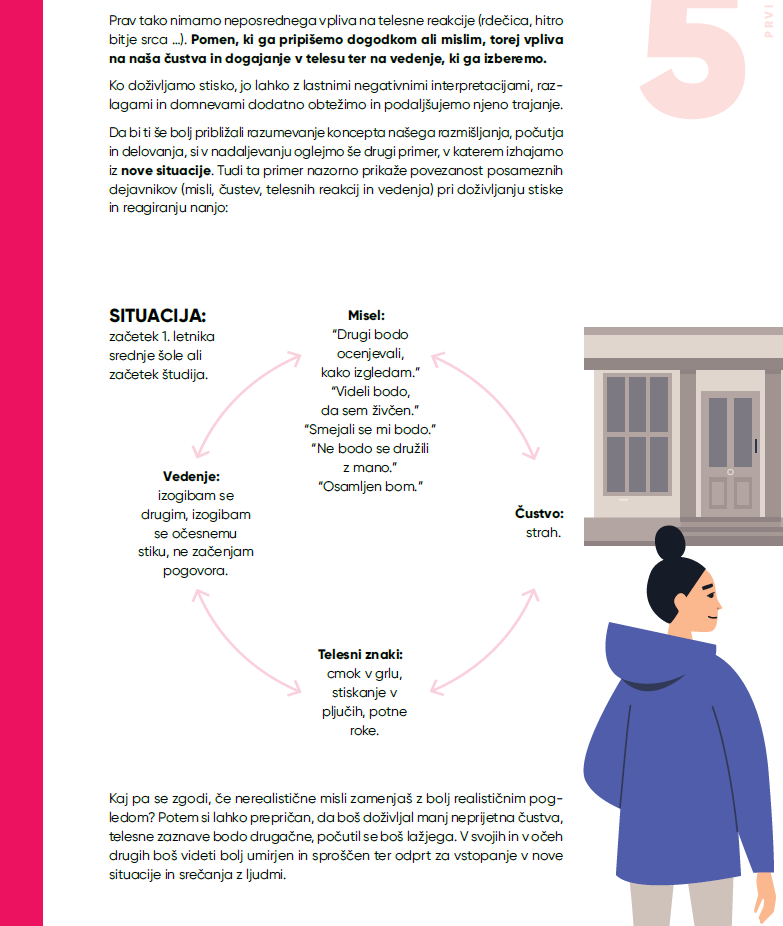 Prav tako nimamo neposrednega vpliva na telesne reakcije (rdečica, hitro
bitje srca …). Pomen, ki ga pripišemo dogodkom ali mislim, torej vpliva
na naša čustva in dogajanje v telesu ter na vedenje, ki ga izberemo.
Ko doživljamo stisko, jo lahko z lastnimi negativnimi interpretacijami, raz-
lagami in domnevami dodatno obtežimo in podaljšujemo njeno trajanje.
Da bi ti še bolj približali razumevanje koncepta našega razmišljanja, počutja
in delovanja, si v nadaljevanju oglejmo še drugi primer, v katerem izhajamo
iz nove situacije. Tudi ta primer nazorno prikaže povezanost posameznih
dejavnikov (misli, čustev, telesnih reakcij in vedenja) pri doživljanju stiske
in reagiranju nanjo:
5
PRVI
SITUACIJA:
začetek 1. letnika
srednje šole ali
začetek študija.
Misel:
“Drugi bodo
ocenjevali,
kako izgledam.”
“Videli bodo,
da sem živčen.”
“Smejali se mi bodo.”
“Ne bodo se družili
z mano.”
“Osamljen bom.”
Vedenje:
izogibam se
drugim, izogibam
se očesnemu
stiku, ne začenjam
pogovora.
Čustvo:
strah.
Telesni znaki:
cmok v grlu,
stiskanje v
pljučih, potne
roke.
Kaj pa se zgodi, če nerealistične misli zamenjaš z bolj realističnim pog-
ledom? Potem si lahko prepričan, da boš doživljal manj neprijetna čustva,
telesne zaznave bodo drugačne, počutil se boš lažjega. V svojih in v očeh
drugih boš videti bolj umirjen in sproščen ter odprt za vstopanje v nove
situacije in srečanja z ljudmi.